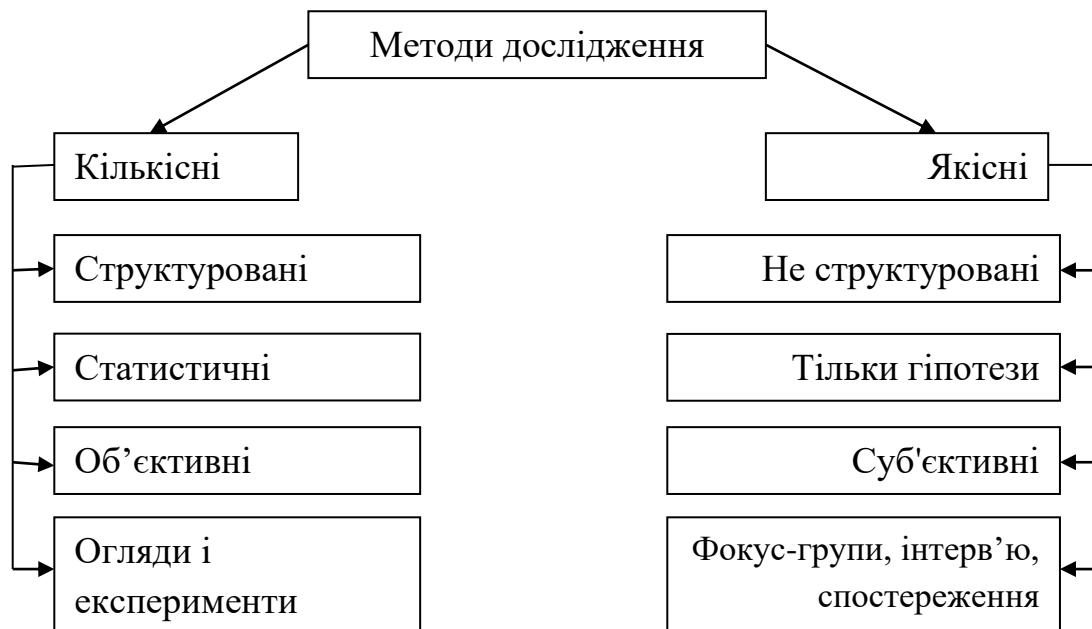 Методи дослідження
Кількісні
Якісні
Структуровані
Не структуровані
Статистичні
Тільки гіпотези
Об’єктивні
Суб'єктивні
Огляди і
експерименти
Фокус-групи, інтерв’ю,
спостереження